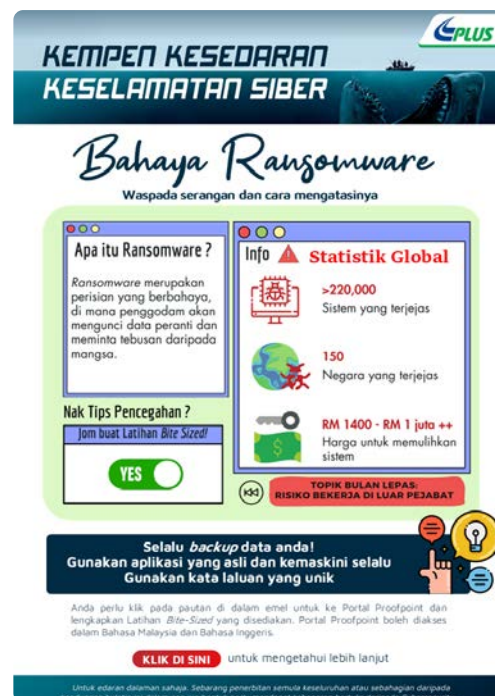 PLUS
KEMPEN KESEDARAN
KESELAMATAN SIBER
Bahaya Ransomware
Waspada serangan dan cara mengatasinya
Apa itu Ransomware ?
Ransomware merupakan
perisian yang berbahaya,
di mana penggodam akan
mengunci data peranti dan
meminta tebusan daripada
mangsa.
Info Statistik Global
>220,000
Sistem yang terjejas
150
Negara yang terjejas
RM 1400 - RM 1 juta ++
Harga untuk memulihkan
sistem
Nak Tips Pencegahan ?
Jom buat Latihan Bite Sized!
YES
TOPIK BULAN LEPAS:
RISIKO BEKERJA DI LUAR PEJABAT
Selalu backup data anda!
Gunakan aplikasi yang asli dan kemaskini selalu
Gunakan kata laluan yang unik
Anda perlu klik pada pautan di dalam emel untuk ke Portal Proofpoint dan
lengkapkan Latihan Bite-Sized yang disediakan. Portal Proofpoint boleh diakses
dalam Bahasa Malaysia dan Bahasa Inggeris.
KLIK DI SINI untuk mengetahui lebih lanjut
Untuk edaran dalaman sahaja. Sebarang penerbitan semula keseluruhan atau sebahagian daripada